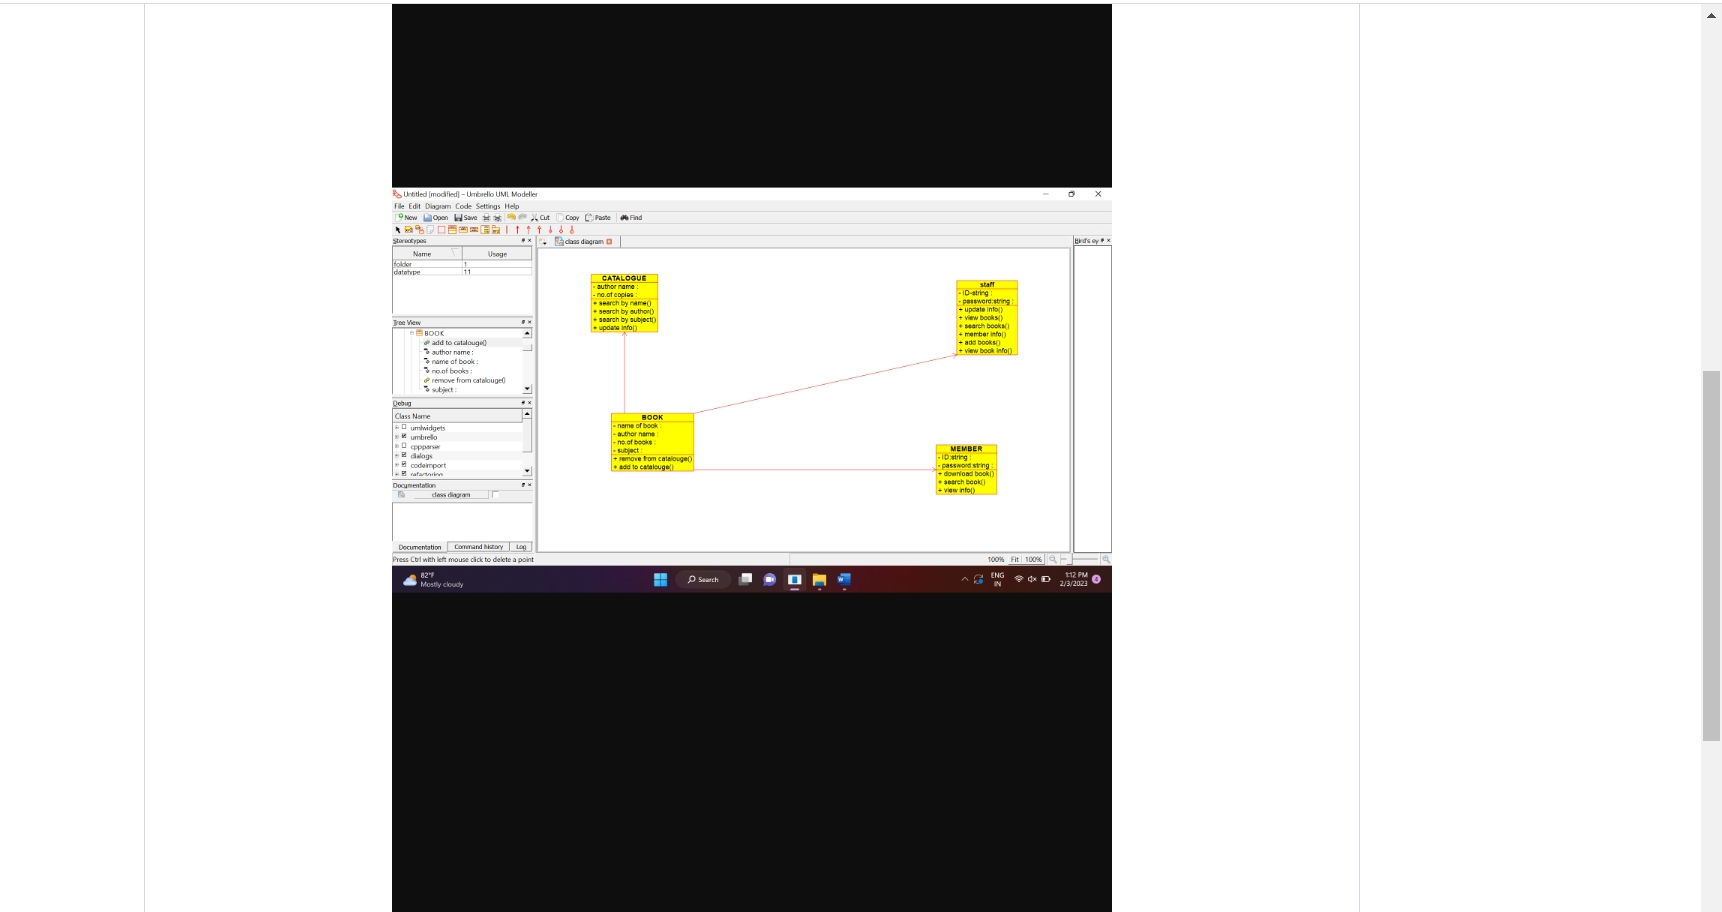 Untitled [modified] - Umbrello UML Modeller
File Edit Diagram Code Settings Help
New Open Save Cut Copy Paste Find
Stereotypes
class diagram
Bird's ey
Name Usage
folder 1
datatype 11
Tree View
BOOK
add to catalouge()
author name :
name of book :
no.of books :
remove from catalouge()
subject :
Debug
Class Name
umlwidgets
umbrello
cppparser
dialogs
codeimport
refactoring
Documentation
class diagram
Documentation Command history Log
Press Ctrl with left mouse click to delete a point
100% Fit 100%
CATALOGUE
- author name :
- no.of copies :
+ search by name()
+ search by author()
+ search by subject()
+ update info()
staff
- ID-string :
- password:string :
+ update info()
+ view books()
+ search books()
+ member info()
+ add books()
+ view book info()
BOOK
- name of book :
- author name :
- no.of books :
- subject :
+ remove from catalouge()
+ add to catalouge()
MEMBER
- ID:string :
- password:string :
+ download book()
+ search book()
+ view info()
82°F
Mostly cloudy
Search
ENG
IN
1:12 PM
2/3/2023
4